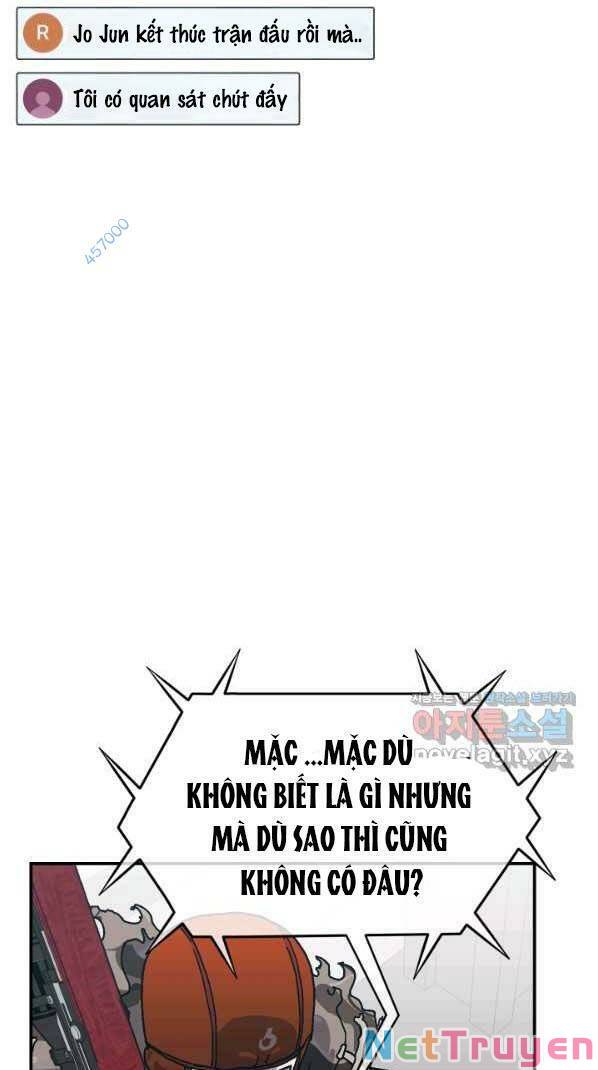 R Jo Jun kết thúc trận đấu rồi mà..
Tôi có quan sát chút đấy
457000
아지툰소설
novelagit.xyz
MẶC ...MẶC DÙ
KHÔNG BIẾT LÀ GÌ NHƯNG
MÀ DÙ SAO THÌ CŨNG
KHÔNG CÓ ĐÂU?
6
NetTruyen